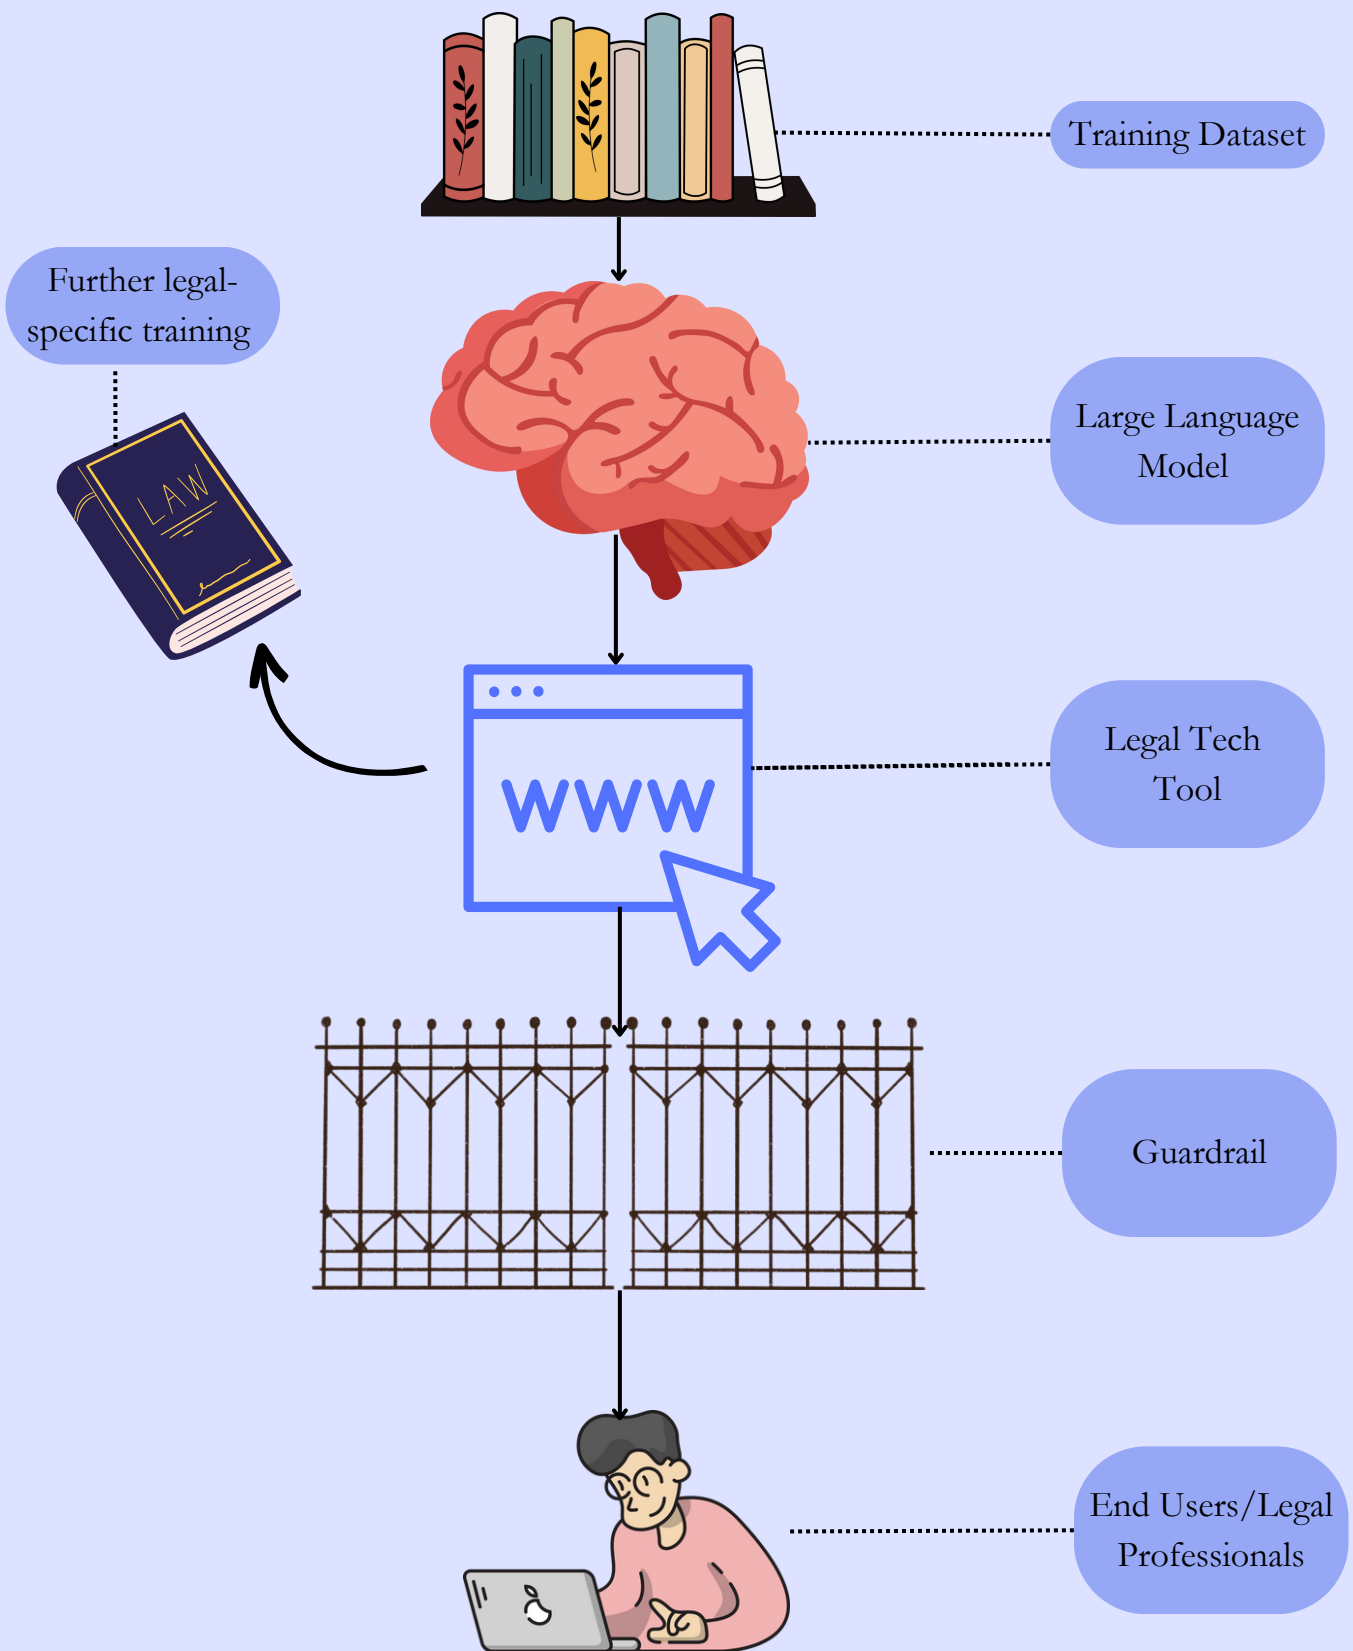 Training Dataset
Further legal-
specific training
Large Language
Model
LAW
Legal Tech
Tool
WWW
Guardrail
End Users/Legal
Professionals